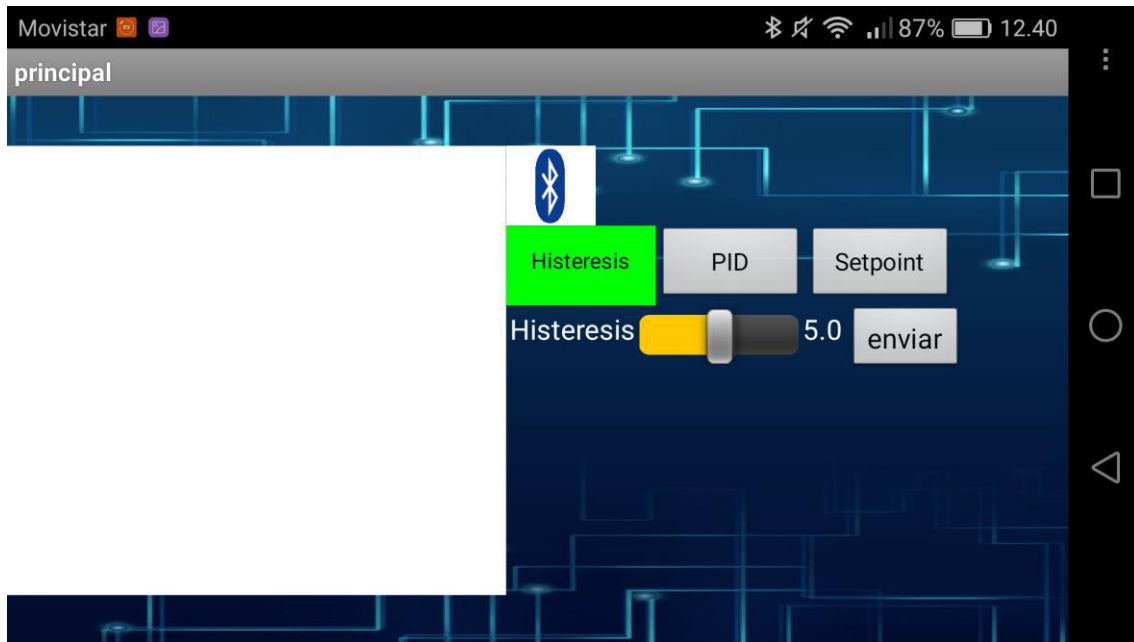 Movistar 87% 12.40
principal
Histeresis PID Setpoint
Histeresis 5.0 enviar